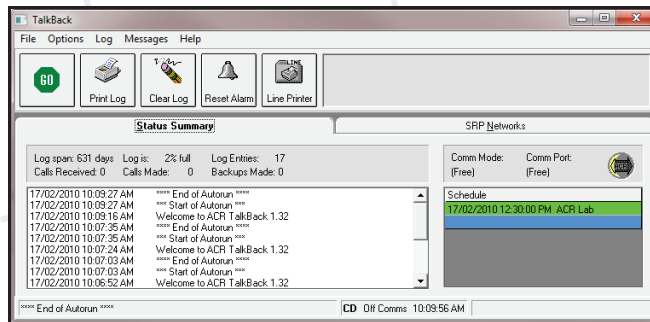 TalkBack
File Options Log Messages Help
GO
Print Log
Clear Log
Reset Alarm
LINE
Line Printer
Status Summary
SRP Networks
Log span: 631 days Log is: 2% full Log Entries: 17
Calls Received: 0 Calls Made: 0 Backups Made: 0
17/02/2010 10:09:27 AM **** End of Autorun ****
17/02/2010 10:09:27 AM *** Start of Autorun ***
17/02/2010 10:09:16 AM Welcome to ACR TalkBack 1.32
17/02/2010 10:07:35 AM **** End of Autorun ****
17/02/2010 10:07:35 AM *** Start of Autorun ***
17/02/2010 10:07:24 AM Welcome to ACR TalkBack 1.32
17/02/2010 10:07:03 AM **** End of Autorun ****
17/02/2010 10:07:03 AM *** Start of Autorun ***
17/02/2010 10:06:52 AM Welcome to ACR TalkBack 1.32
Comm Mode: Comm Port:
(Free) (Free)
ACR
Schedule
17/02/2010 12:30:00 PM ACR Lab
**** End of Autorun ****
CD Off Comms 10:09:56 AM